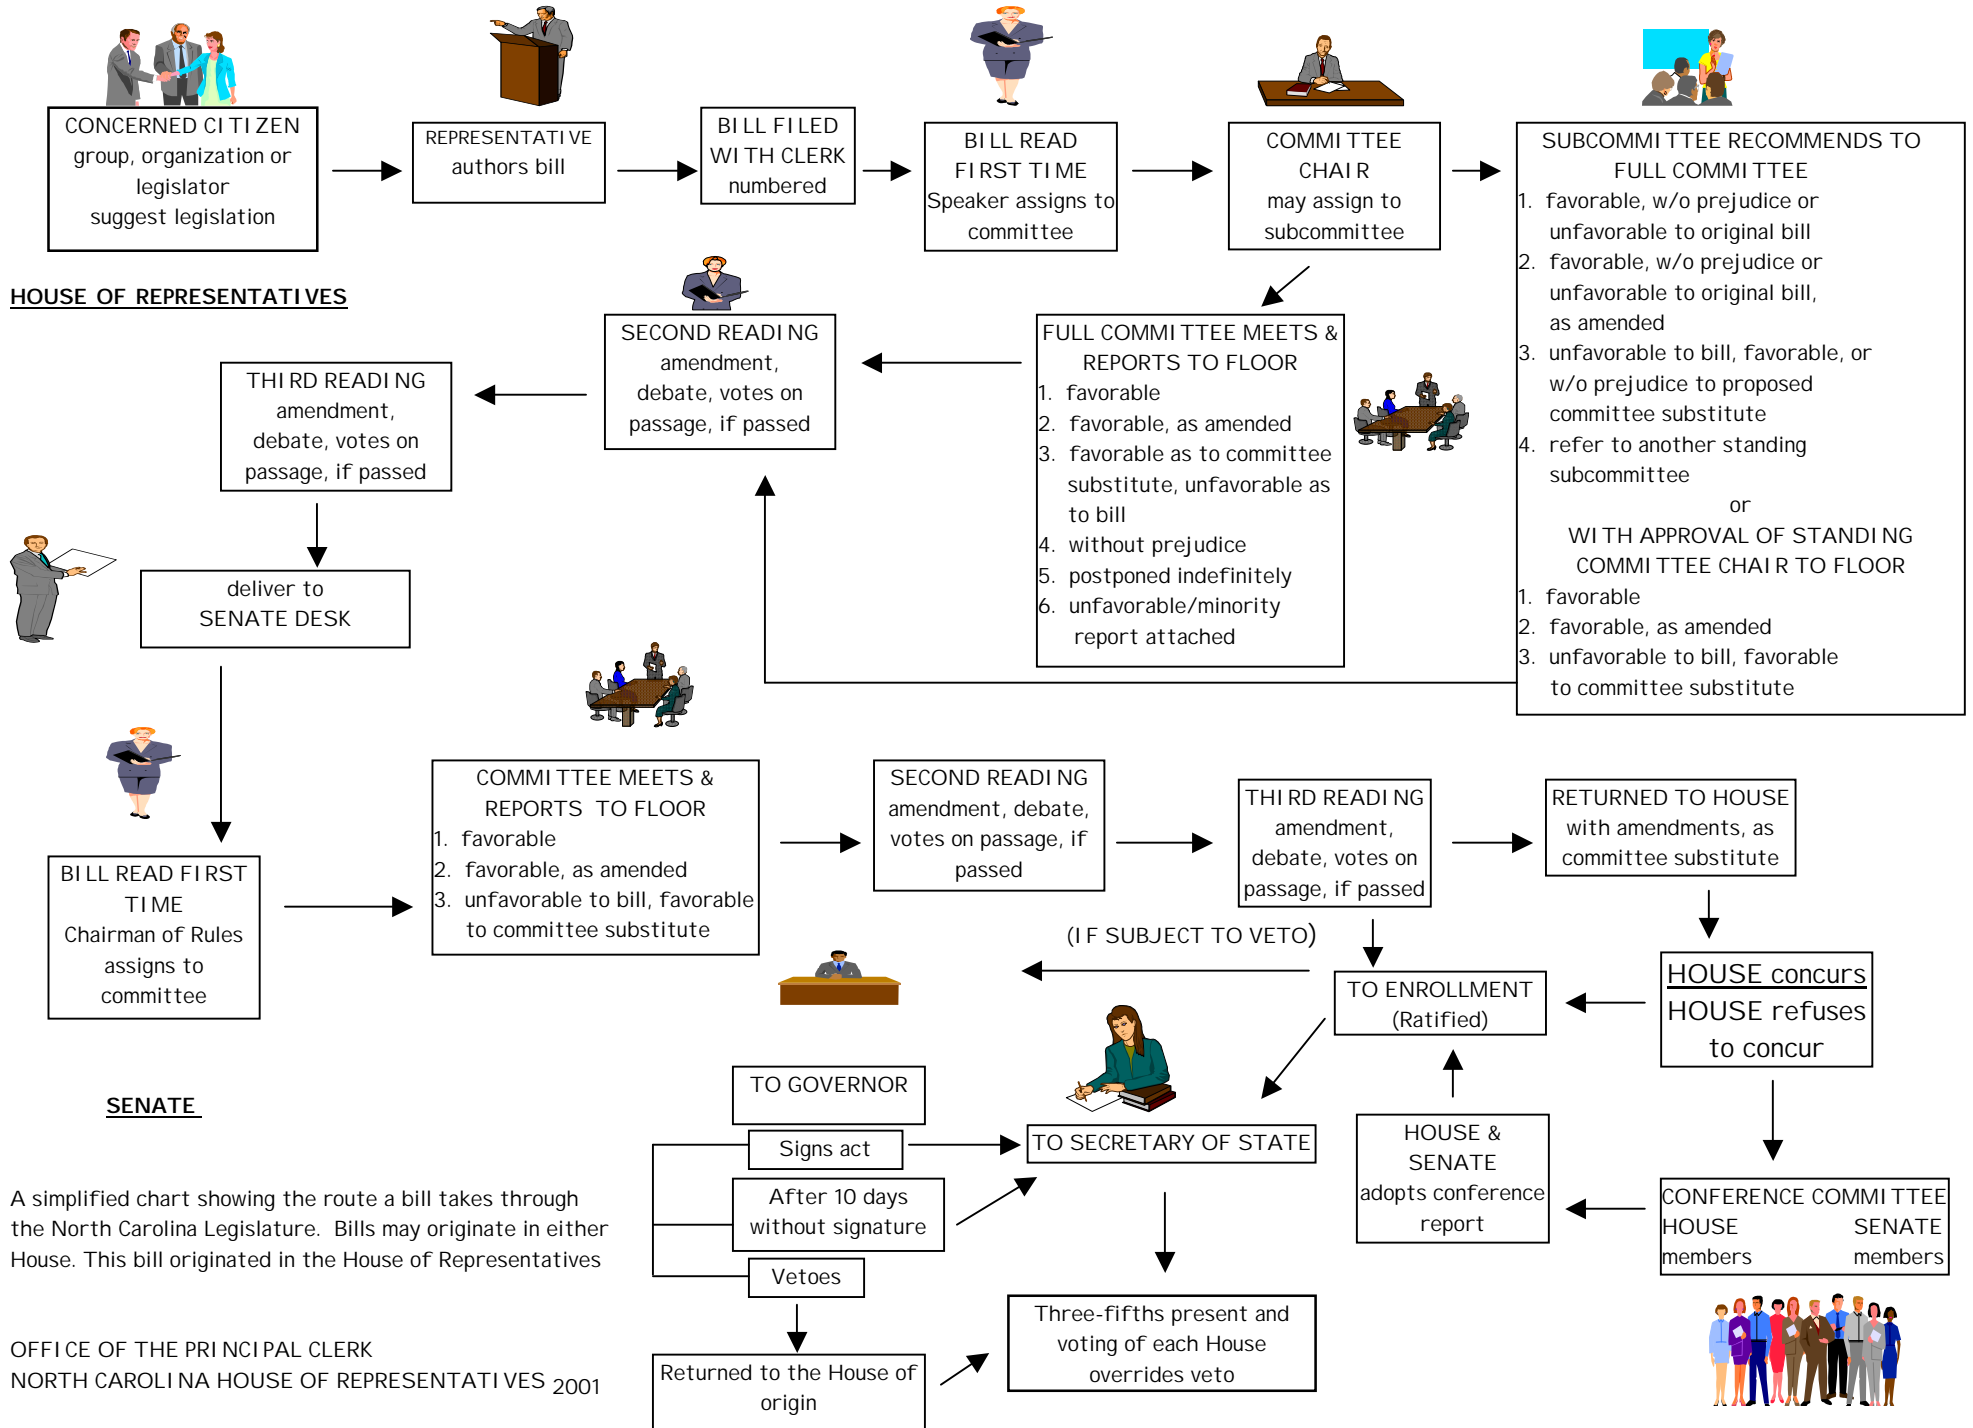 CONCERNED CITIZEN
group, organization or
legislator
suggest legislation
REPRESENTATIVE
authors bill
BILL FILED
WITH CLERK
numbered
BILL READ
FIRST TIME
Speaker assigns to
committee
COMMITTEE
CHAIR
may assign to
subcommittee
SUBCOMMITTEE RECOMMENDS TO
FULL COMMITTEE
1. favorable, w/o prejudice or
unfavorable to original bill
2. favorable, w/o prejudice or
unfavorable to original bill,
as amended
3. unfavorable to bill, favorable, or
w/o prejudice to proposed
committee substitute
4. refer to another standing
subcommittee
or
WITH APPROVAL OF STANDING
COMMITTEE CHAIR TO FLOOR
1. favorable
2. favorable, as amended
3. unfavorable to bill, favorable
to committee substitute
HOUSE OF REPRESENTATIVES
FULL COMMITTEE MEETS &
REPORTS TO FLOOR
1. favorable
2. favorable, as amended
3. favorable as to committee
substitute, unfavorable as
to bill
4. without prejudice
5. postponed indefinitely
6. unfavorable/minority
report attached
SECOND READING
amendment,
debate, votes on
passage, if passed
THIRD READING
amendment,
debate, votes on
passage, if passed
deliver to
SENATE DESK
BILL READ FIRST
TIME
Chairman of Rules
assigns to
committee
COMMITTEE MEETS &
REPORTS TO FLOOR
1. favorable
2. favorable, as amended
3. unfavorable to bill, favorable
to committee substitute
SECOND READING
amendment, debate,
votes on passage, if
passed
THIRD READING
amendment,
debate, votes on
passage, if passed
RETURNED TO HOUSE
with amendments, as
committee substitute
(IF SUBJECT TO VETO)
TO ENROLLMENT
(Ratified)
HOUSE concurs
HOUSE refuses
to concur
SENATE
TO GOVERNOR
Signs act
After 10 days
without signature
Vetoes
TO SECRETARY OF STATE
HOUSE &
SENATE
adopts conference
report
CONFERENCE COMMITTEE
HOUSE SENATE
members members
A simplified chart showing the route a bill takes through
the North Carolina Legislature. Bills may originate in either
House. This bill originated in the House of Representatives
Returned to the House of
origin
Three-fifths present and
voting of each House
overrides veto
OFFICE OF THE PRINCIPAL CLERK
NORTH CAROLINA HOUSE OF REPRESENTATIVES 2001